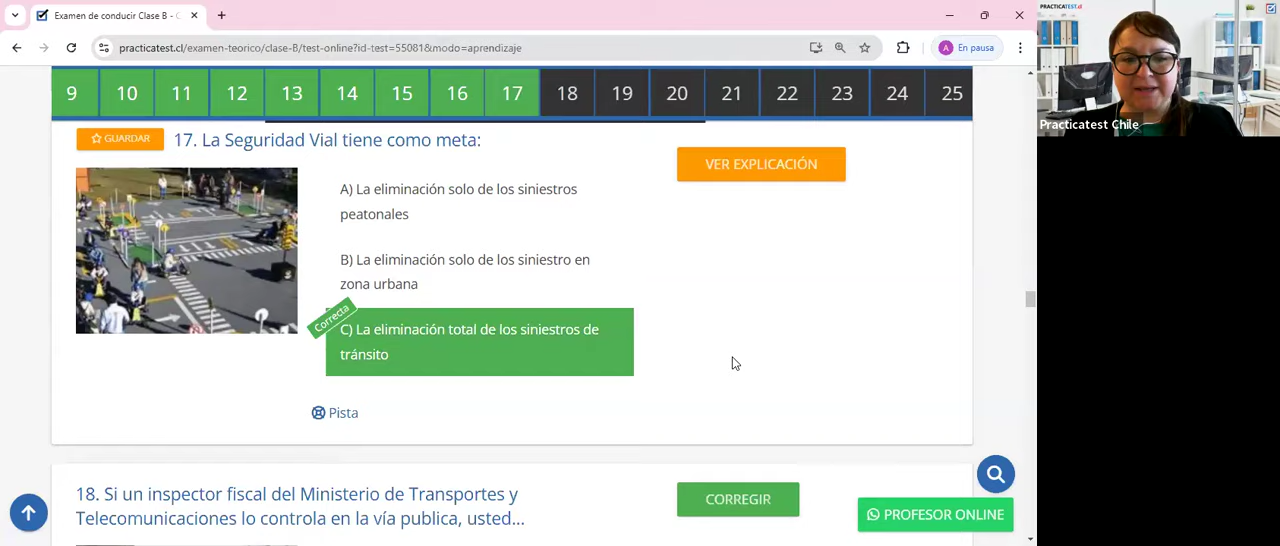 Examen de conducir Clase B - C
practicatest.cl/examen-teorico/clase-B/test-online?id-test=55081&modo=aprendizaje
A
En pausa
PRACTICATEST.cl
Practicatest Chile
9 10 11 12 13 14 15 16 17 18 19 20 21 22 23 24 25
GUARDAR
17. La Seguridad Vial tiene como meta:
VER EXPLICACIÓN
A) La eliminación solo de los siniestros
peatonales
B) La eliminación solo de los siniestro en
zona urbana
Correcta
C) La eliminación total de los siniestros de
tránsito
Pista
18. Si un inspector fiscal del Ministerio de Transportes y
Telecomunicaciones lo controla en la vía publica, usted...
CORREGIR
PROFESOR ONLINE